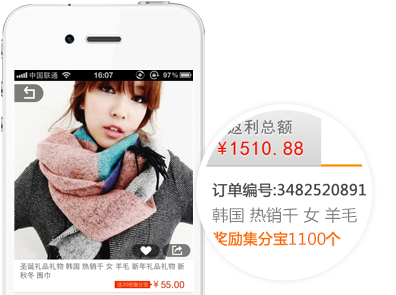 中国联通 16:07 97%
圣诞礼品礼物 韩国 热销千 女 羊毛 新年礼品礼物 新
秋冬 围巾
送20倍集分宝 ¥ 55.00
返利总额
¥1510.88
订单编号:3482520891
韩国 热销千 女 羊毛
奖励集分宝1100个